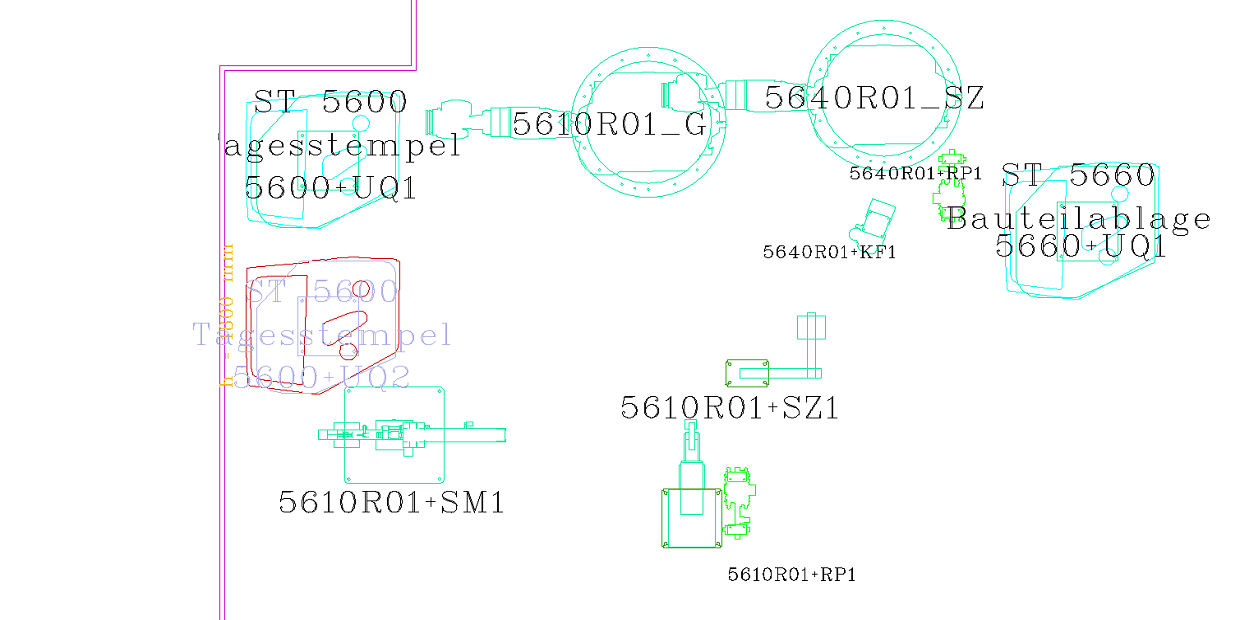 ST 5600
Tagesstempel
5600+UQ1
5610R01_G
5640R01_SZ
5640R01+RP1
ST 5660
Bauteilablage
5660+UQ1
5640R01+KF1
h - 1800 mm
ST 5600
Tagesstempel
5600+UQ2
5610R01+SZ1
5610R01+SM1
5610R01+RP1